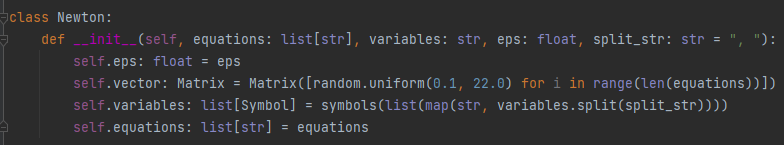 class Newton:
    def __init__(self, equations: list[str], variables: str, eps: float, split_str: str = ", "):
        self.eps: float = eps
        self.vector: Matrix = Matrix([random.uniform(0.1, 22.0) for i in range(len(equations))])
        self.variables: list[Symbol] = symbols(list(map(str, variables.split(split_str))))
        self.equations: list[str] = equations